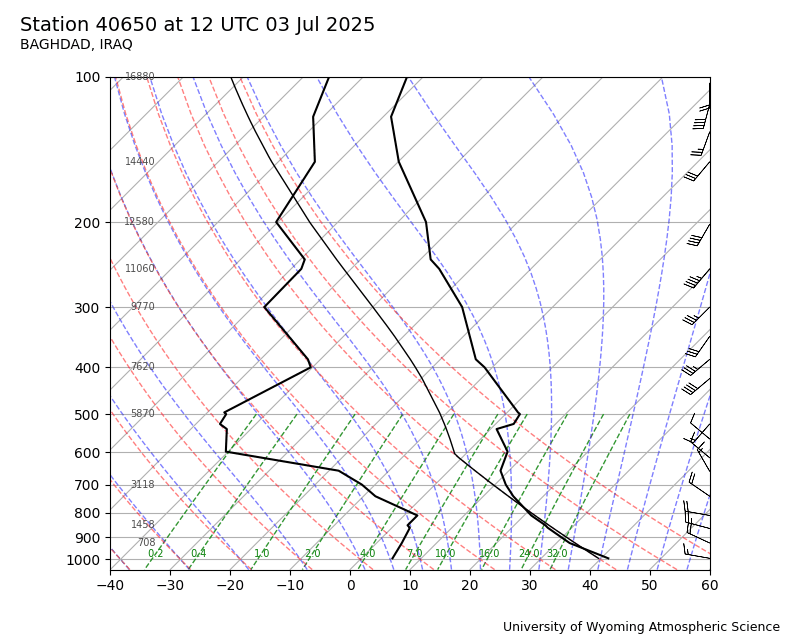 Station 40650 at 12 UTC 03 Jul 2025
BAGHDAD, IRAQ
100 16880
14440
200 12580
11060
300 9770
400 7620
500 5870
600
700 3118
800
1458
900
708
1000 0.2 0.4 1.0 2.0 4.0 7.0 10.0 16.0 24.0 32.0
−40 −30 −20 −10 0 10 20 30 40 50 60
University of Wyoming Atmospheric Science